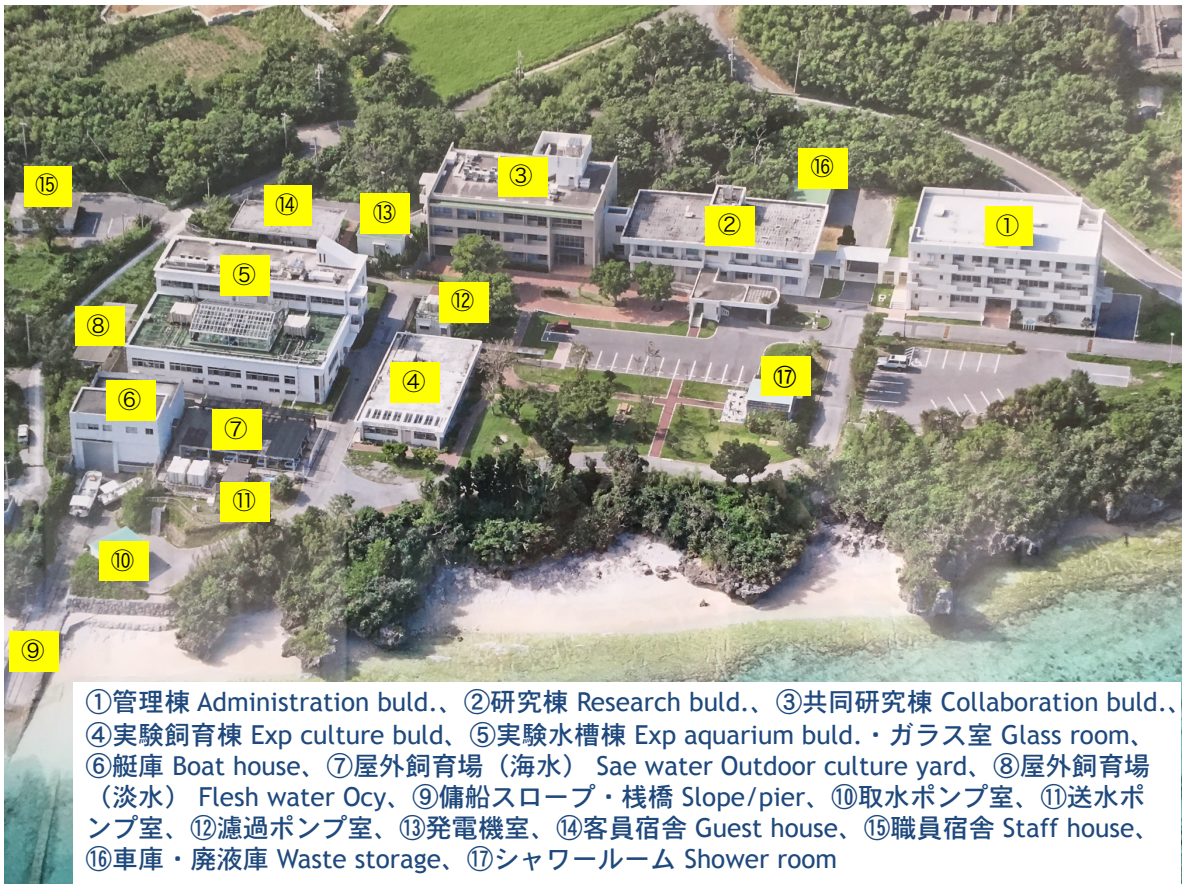 ⑮
⑭
⑬
③
②
⑯
①
⑤
⑧
⑫
④
⑥
⑦
⑰
⑪
⑩
⑨
①管理棟 Administration buld.、②研究棟 Research buld.、③共同研究棟 Collaboration buld.、
④実験飼育棟 Exp culture buld、⑤実験水槽棟 Exp aquarium buld.・ガラス室 Glass room、
⑥艇庫 Boat house、⑦屋外飼育場（海水） Sae water Outdoor culture yard、⑧屋外飼育場
（淡水） Flesh water Ocy、⑨傭船スロープ・桟橋 Slope/pier、⑩取水ポンプ室、⑪送水ポ
ンプ室、⑫濾過ポンプ室、⑬発電機室、⑭客員宿舎 Guest house、⑮職員宿舎 Staff house、
⑯車庫・廃液庫 Waste storage、⑰シャワールーム Shower room